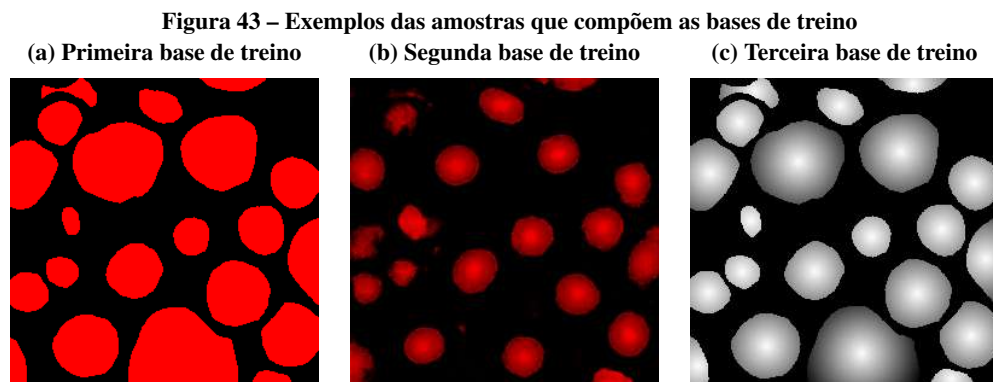 Figura 43 – Exemplos das amostras que compõem as bases de treino
(a) Primeira base de treino (b) Segunda base de treino (c) Terceira base de treino